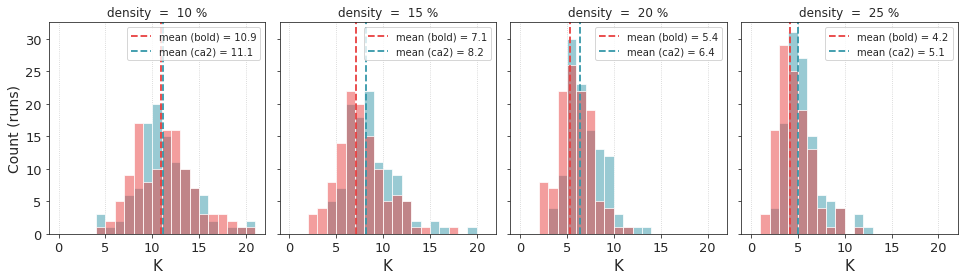 density  =  10 %
density  =  15 %
density  =  20 %
density  =  25 %
mean (bold) = 10.9
mean (ca2) = 11.1
mean (bold) = 7.1
mean (ca2) = 8.2
mean (bold) = 5.4
mean (ca2) = 6.4
mean (bold) = 4.2
mean (ca2) = 5.1
Count (runs)
30
25
20
15
10
5
0
0 5 10 15 20
0 5 10 15 20
0 5 10 15 20
0 5 10 15 20
K
K
K
K